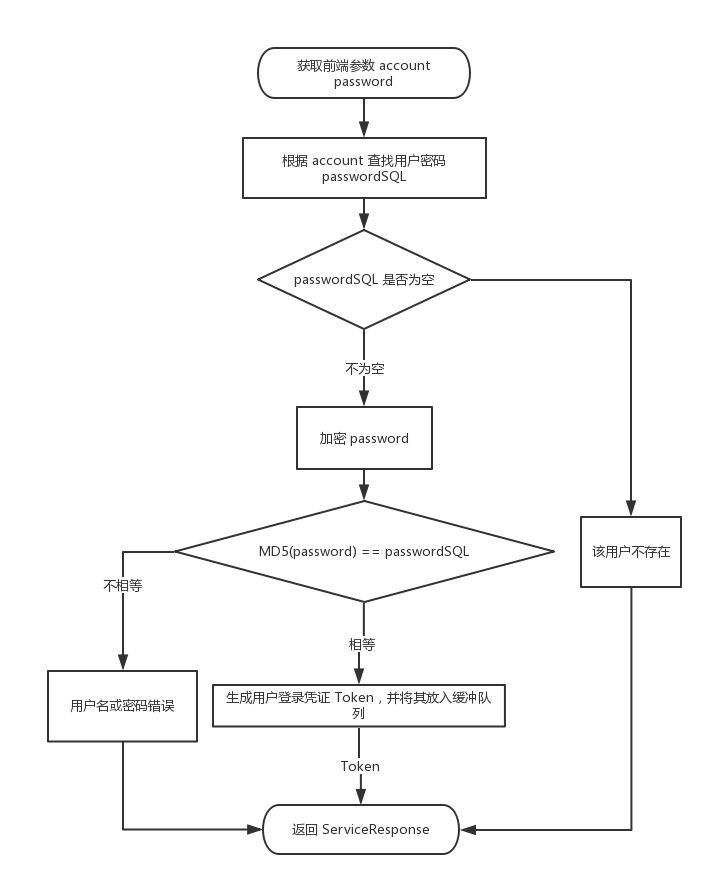 获取前端参数 account
password
根据 account 查找用户密码
passwordSQL
passwordSQL 是否为空
不为空
加密 password
MD5(password) == passwordSQL
该用户不存在
不相等
相等
用户名或密码错误
生成用户登录凭证 Token，并将其放入缓冲队
列
Token
返回 ServiceResponse